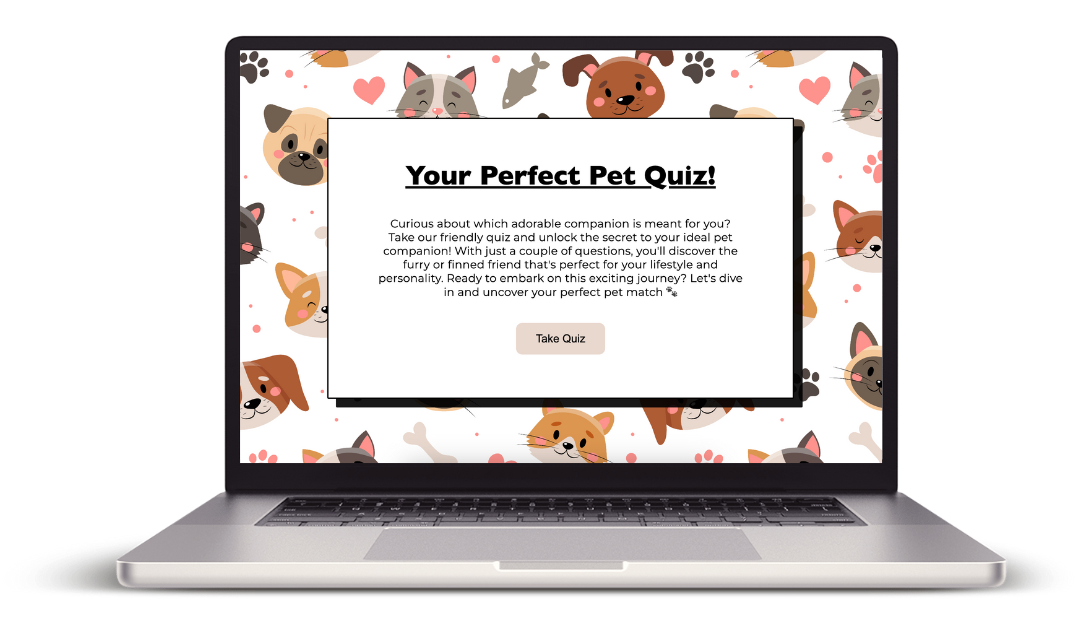 Your Perfect Pet Quiz!
Curious about which adorable companion is meant for you?
Take our friendly quiz and unlock the secret to your ideal pet
companion! With just a couple of questions, you'll discover the
furry or finned friend that's perfect for your lifestyle and
personality. Ready to embark on this exciting journey? Let's dive
in and uncover your perfect pet match 🐾
Take Quiz